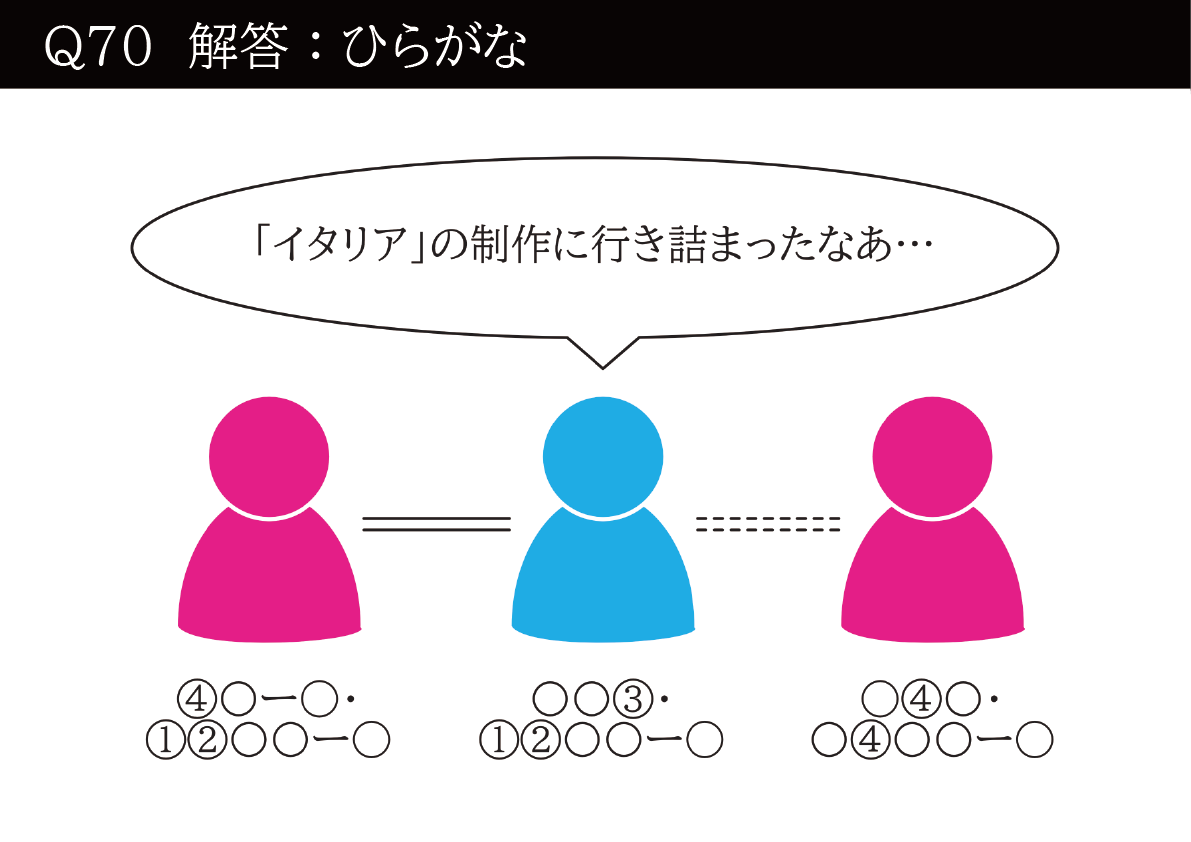 Q70 解答：ひらがな
「イタリア」の制作に行き詰まったなあ…
④○ー○・
①②○○ー○
○○③・
①②○○ー○
○④○・
○④○○ー○